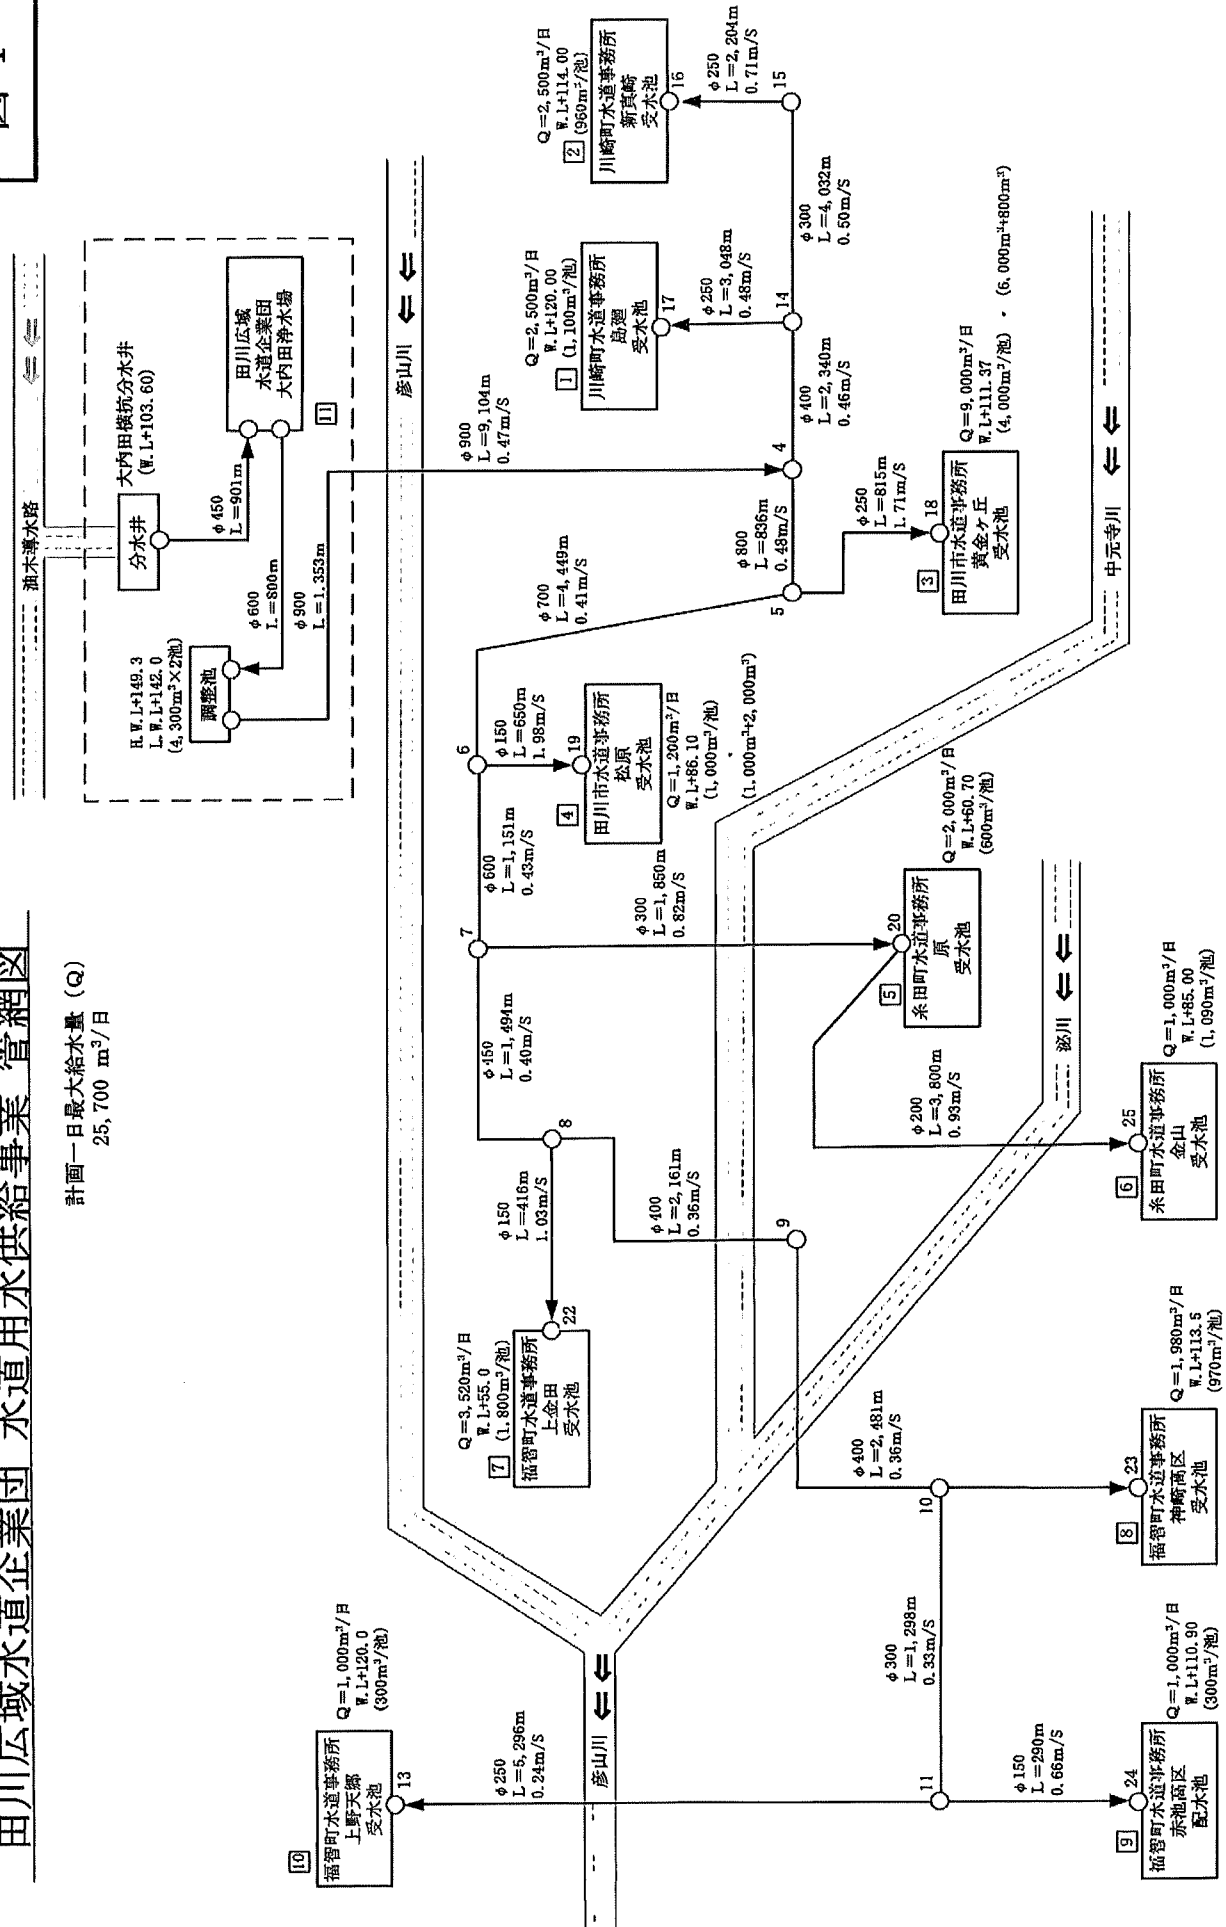 田川広域水道企業団 水道用水供給事業 管網図
計画一日最大給水量 (Q)
25,700 m³/日
油木導水路
大内田横抗分水井
(W.L+103.60)
分水井
φ450
L=901m
田川広域
水道企業団
大内田浄水場
11
φ600
L=800m
φ900
L=1.353m
H.W.L+149.3
L.W.L+142.0
(4,300m³×2池)
調整池
彦山川
φ900
L=9,104m
0.47m/S
Q=2,500m³/日
W.L+114.00
(960m³/池)
2
川崎町水道事務所
新真崎
受水池
16
φ250
L=2,204m
0.71m/S
15
φ300
L=4,032m
0.50m/S
Q=2,500m³/日
W.L+120.00
(1,100m³/池)
1
川崎町水道事務所
島廻
受水池
17
φ250
L=3,048m
0.48m/S
14
φ400
L=2,340m
0.46m/S
4
φ800
L=836m
0.48m/S
5
φ250
L=815m
1.71m/S
18
3
田川市水道事務所
黄金ヶ丘
受水池
Q=9,000m³/日
W.L+111.37
(4,000m³/池)・(6,000m³+800m³)
中元寺川
φ700
L=4,449m
0.41m/S
6
φ150
L=650m
1.98m/S
19
4
田川市水道事務所
松原
受水池
Q=1,200m³/日
W.L+86.10
(1,000m³/池)
(1,000m³+2,000m³)
φ600
L=1,151m
0.43m/S
7
φ300
L=1,850m
0.82m/S
20
5
糸田町水道事務所
原
受水池
Q=2,000m³/日
W.L+60.70
(600m³/池)
泌川
φ200
L=3,800m
0.93m/S
25
6
糸田町水道事務所
金山
受水池
Q=1,000m³/日
W.L+85.00
(1,090m³/池)
φ450
L=1,494m
0.40m/S
8
φ150
L=416m
1.03m/S
22
Q=3,520m³/日
W.L+55.0
(1.800m³/池)
7
福智町水道事務所
上金田
受水池
φ400
L=2,161m
0.36m/S
9
φ400
L=2,481m
0.36m/S
10
23
8
福智町水道事務所
神崎高区
受水池
Q=1,980m³/日
W.L+113.5
(970m³/池)
φ300
L=1,298m
0.33m/S
11
φ150
L=290m
0.66m/S
24
9
福智町水道事務所
赤池高区
配水池
Q=1,000m³/日
W.L+110.90
(300m³/池)
彦山川
φ250
L=5,296m
0.24m/S
13
10
福智町水道事務所
上野天郷
受水池
Q=1,000m³/日
W.L+120.0
(300m³/池)